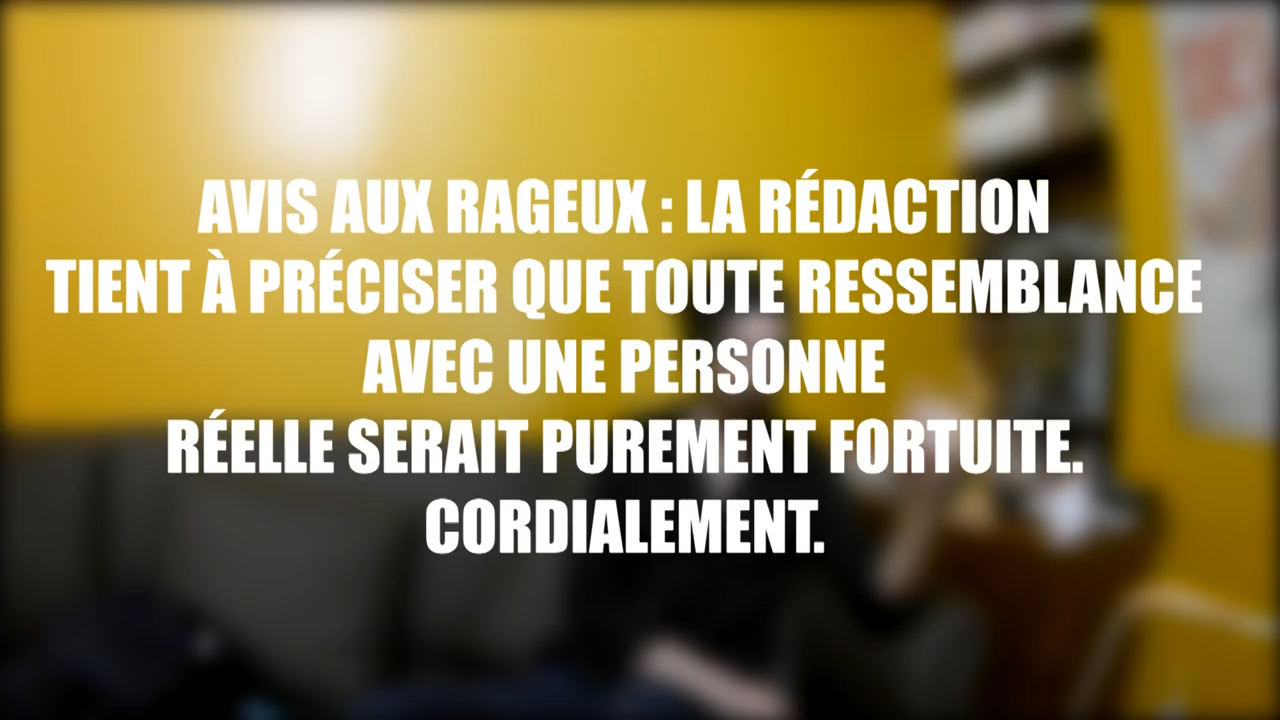 AVIS AUX RAGEUX : LA RÉDACTION
TIENT À PRÉCISER QUE TOUTE RESSEMBLANCE
AVEC UNE PERSONNE
RÉELLE SERAIT PUREMENT FORTUITE.
CORDIALEMENT.